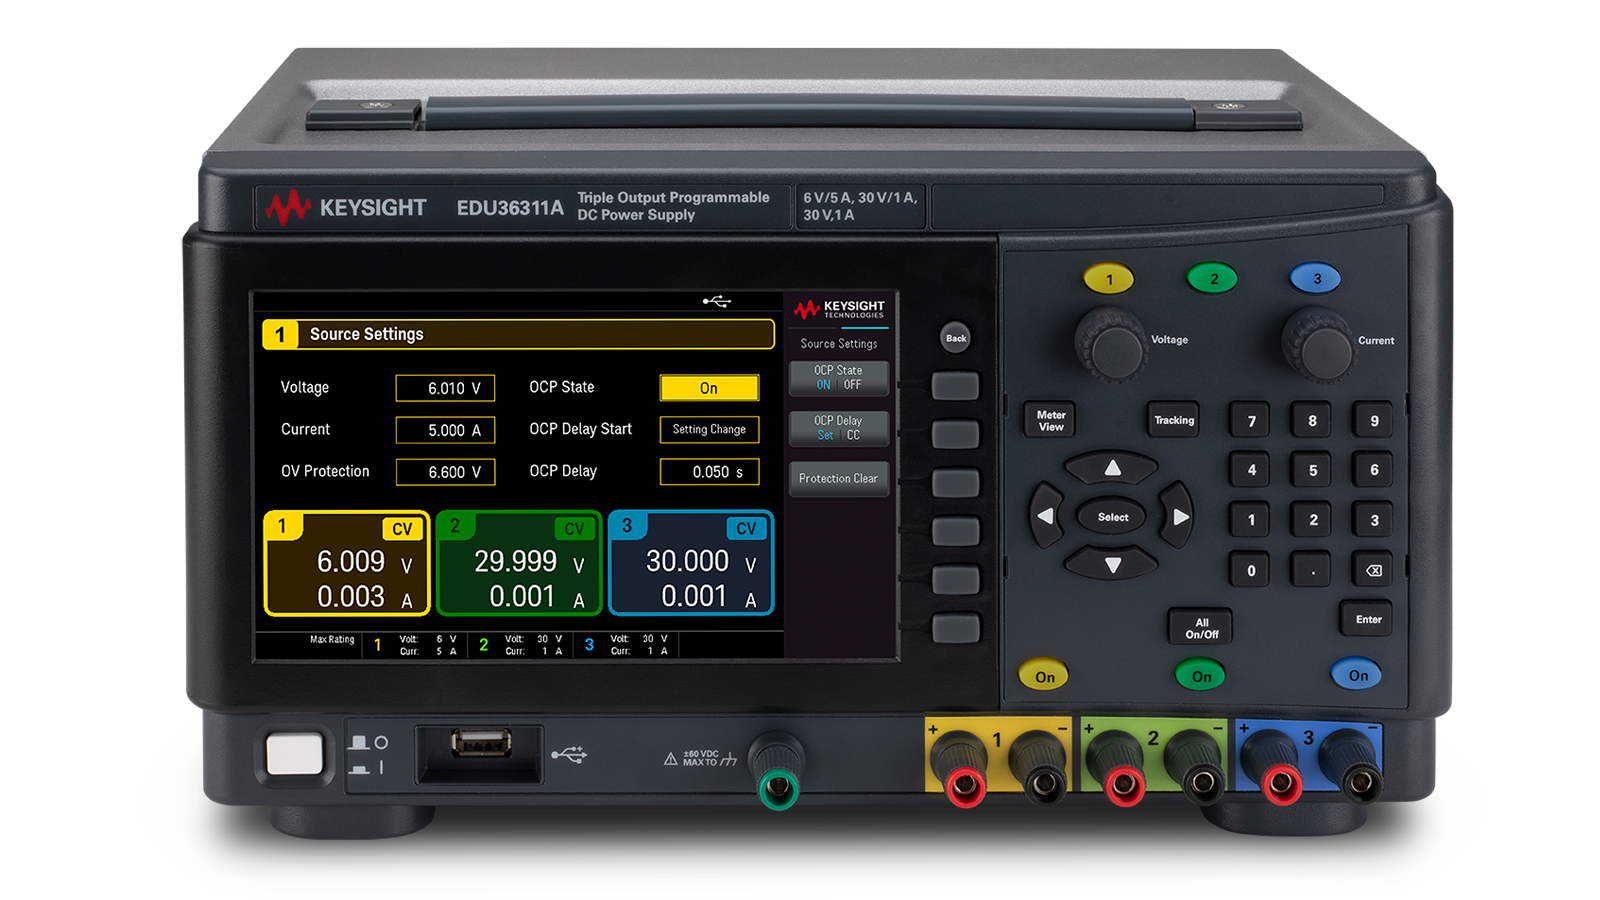 KEYSIGHT EDU36311A Triple Output Programmable DC Power Supply
6 V/5 A, 30 V/1 A,
30 V,1 A
1 Source Settings
Voltage 6.010 V OCP State On
Current 5.000 A OCP Delay Start Setting Change
OV Protection 6.600 V OCP Delay 0.050 s
1 CV 2 CV 3 CV
6.009 V 29.999 V 30.000 V
0.003 A 0.001 A 0.001 A
Max Rating 1 Volt: 6 V 2 Volt: 30 V 3 Volt: 30 V
Curr: 5 A Curr: 1 A Curr: 1 A
KEYSIGHT
TECHNOLOGIES
Source Settings
OCP State
ON | OFF
OCP Delay
Set | CC
Protection Clear
Back
1 2 3
Voltage Current
Meter
View
Tracking
7 8 9
4 5 6
Select
1 2 3
0 .
All
On/Off
Enter
On On On
±60 VDC
MAX TO
+ 1 − + 2 − + 3 −